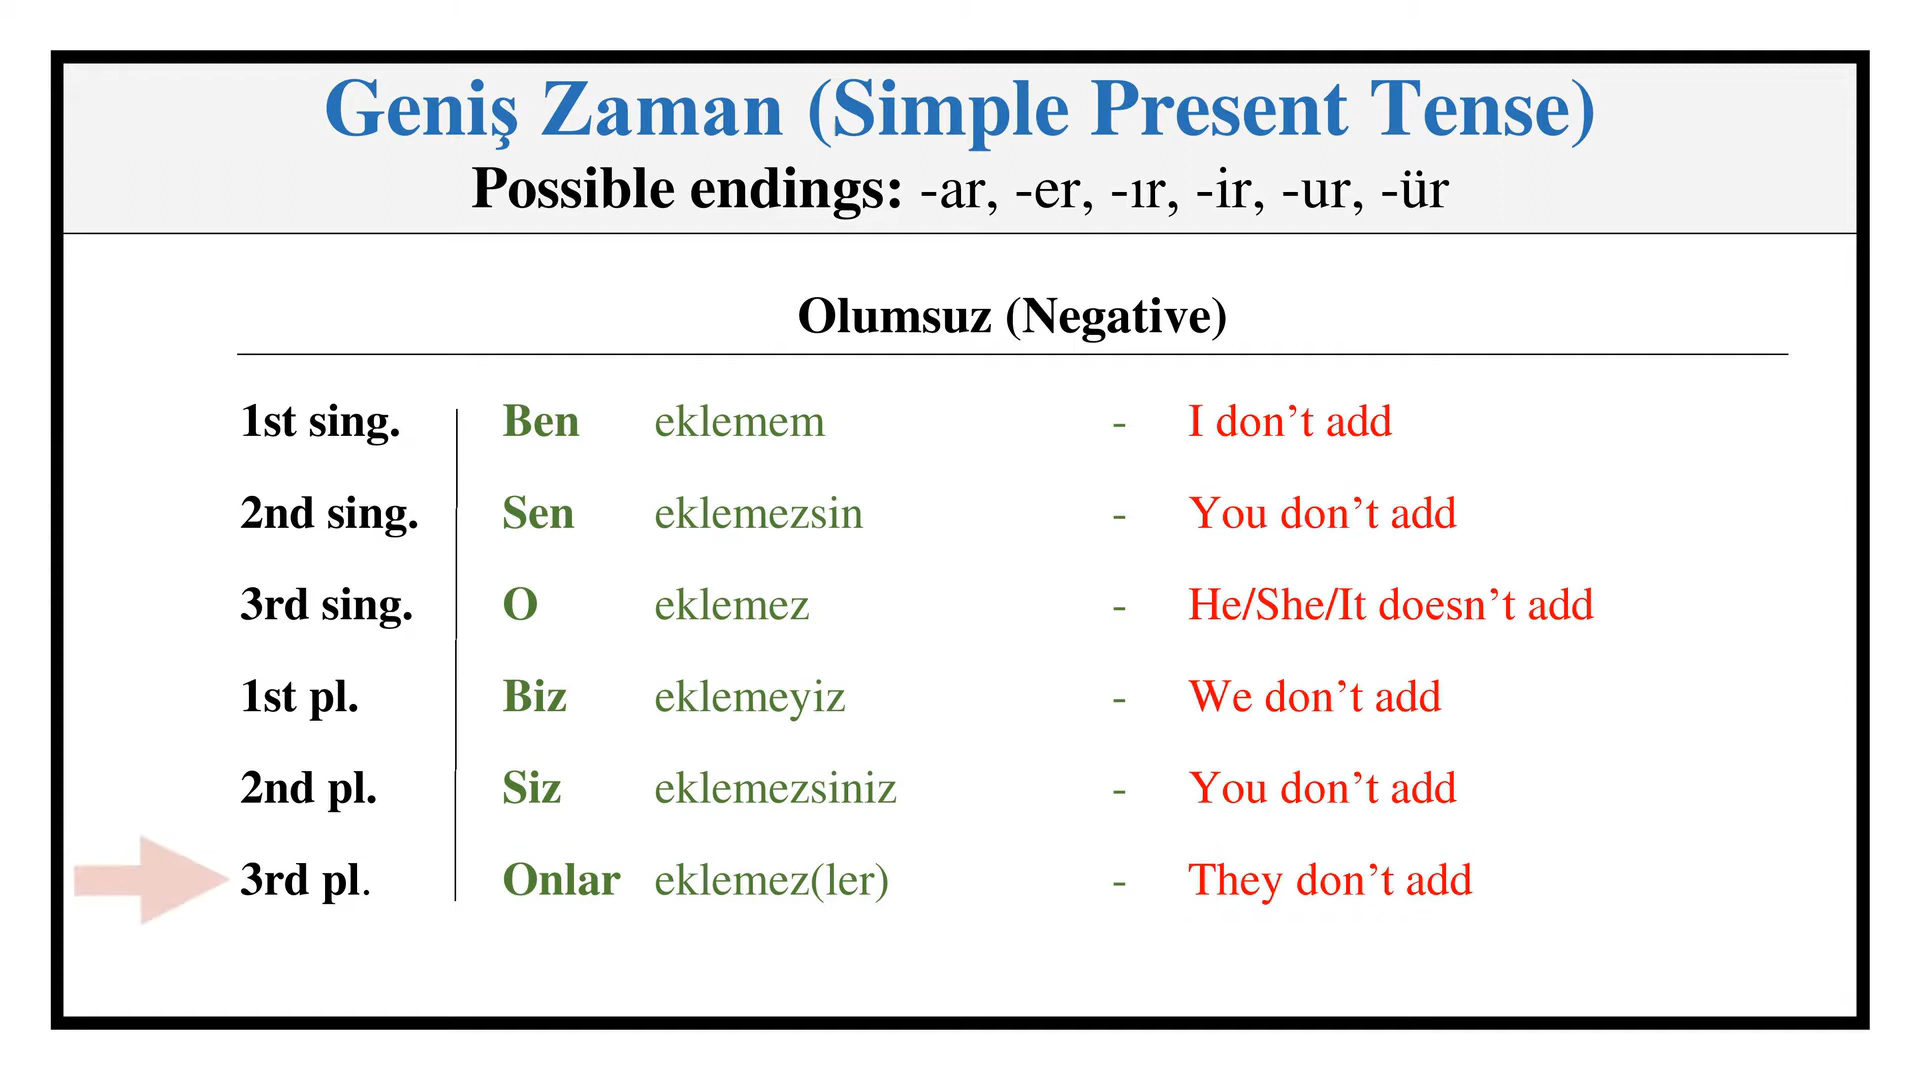 Geniş Zaman (Simple Present Tense)
Possible endings: -ar, -er, -ır, -ir, -ur, -ür
Olumsuz (Negative)
1st sing. Ben eklemem - I don’t add
2nd sing. Sen eklemezsin - You don’t add
3rd sing. O eklemez - He/She/It doesn’t add
1st pl. Biz eklemeyiz - We don’t add
2nd pl. Siz eklemezsiniz - You don’t add
3rd pl. Onlar eklemez(ler) - They don’t add